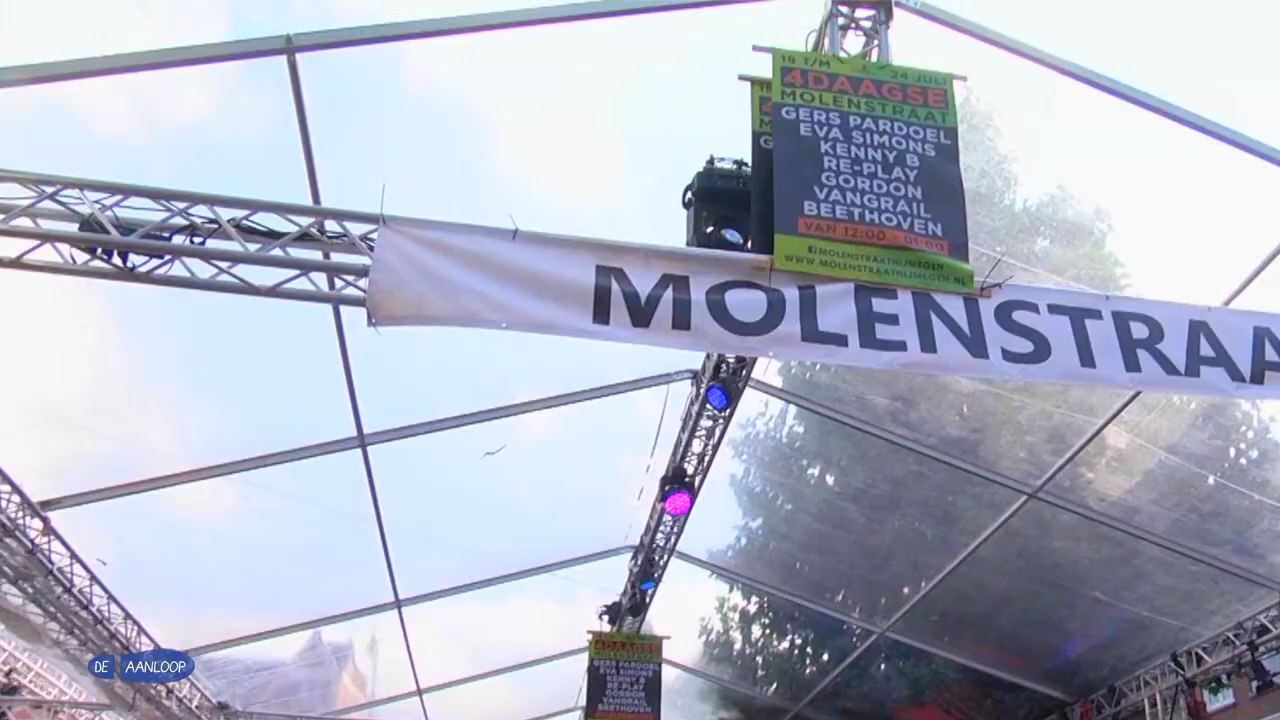 18 T/M 24 JULI
4DAAGSE
MOLENSTRAAT
GERS PARDOEL
EVA SIMONS
KENNY B
RE-PLAY
GORDON
VANGRAIL
BEETHOVEN
VAN 12:00 - 01:00
MOLENSTRAATNIJMEGEN
WWW.MOLENSTRAATNIJMEGEN.NL
MOLENSTRAA
4DAAGSE
MOLENSTRAAT
GERS PARDOEL
EVA SIMONS
KENNY B
RE-PLAY
GORDON
VANGRAIL
BEETHOVEN
DE AANLOOP